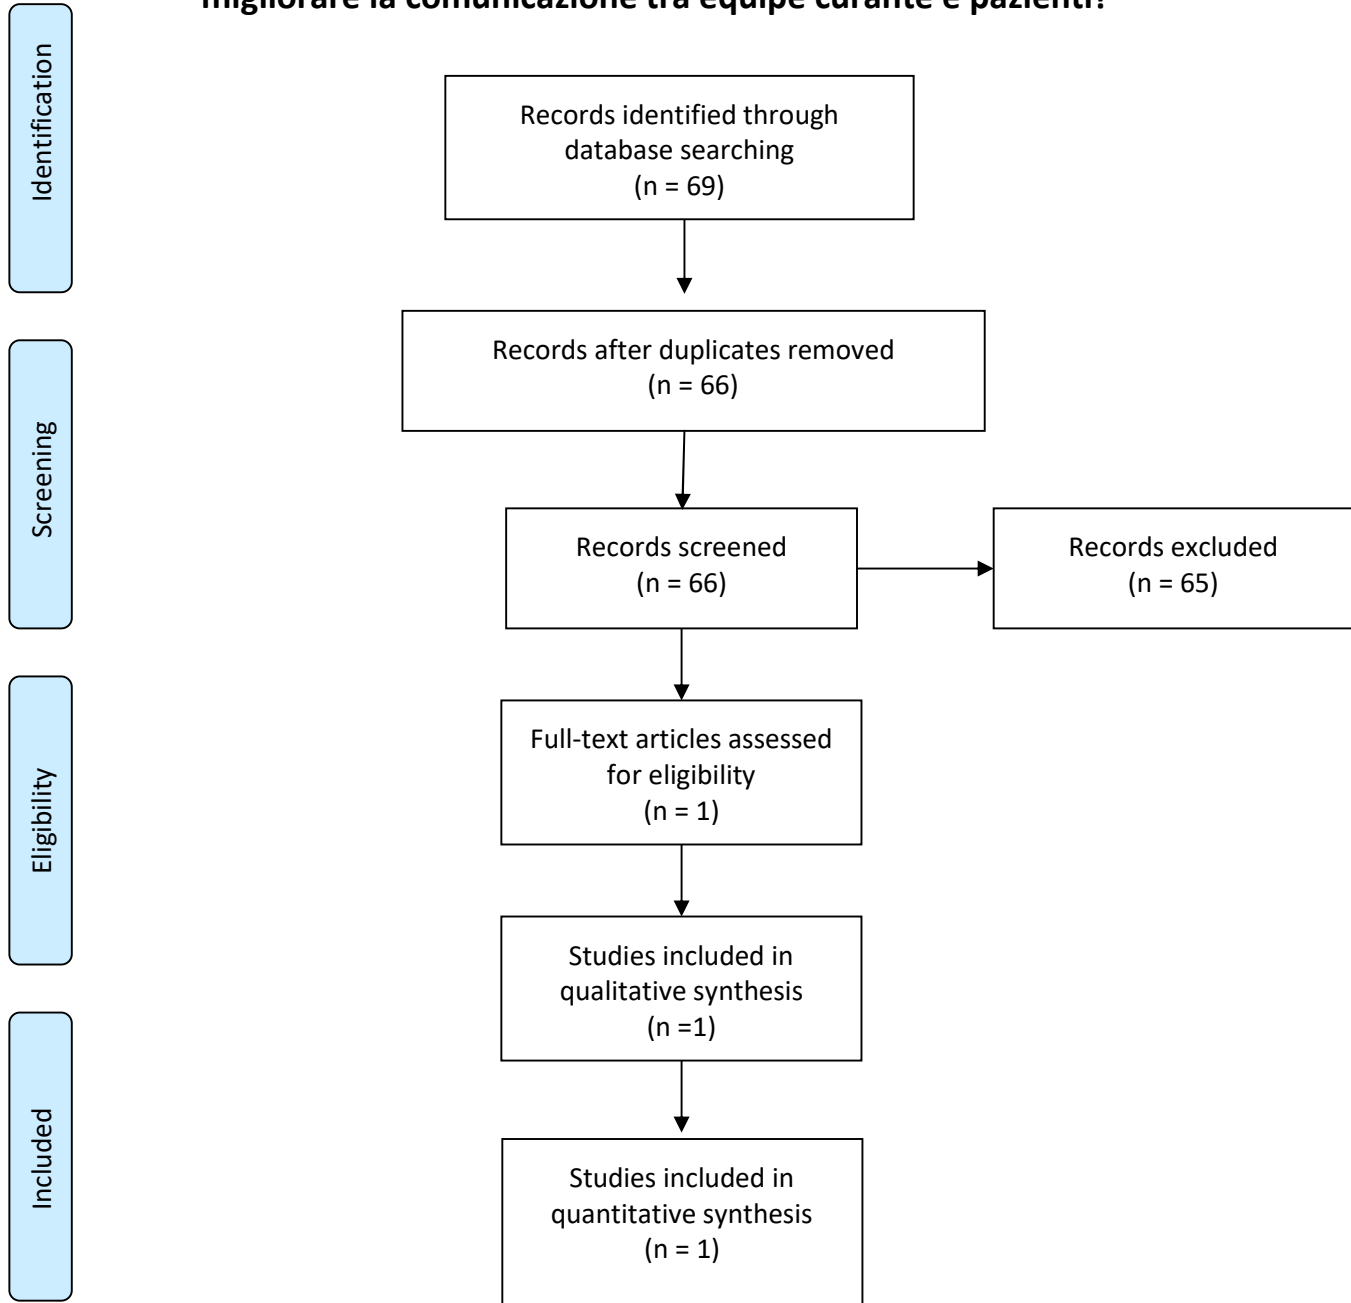 migliorare la comunicazione tra equipe curante e pazienti?
Identification
Records identified through
database searching
(n = 69)
Records after duplicates removed
(n = 66)
Screening
Records screened
(n = 66)
Records excluded
(n = 65)
Eligibility
Full-text articles assessed
for eligibility
(n = 1)
Studies included in
qualitative synthesis
(n =1)
Included
Studies included in
quantitative synthesis
(n = 1)